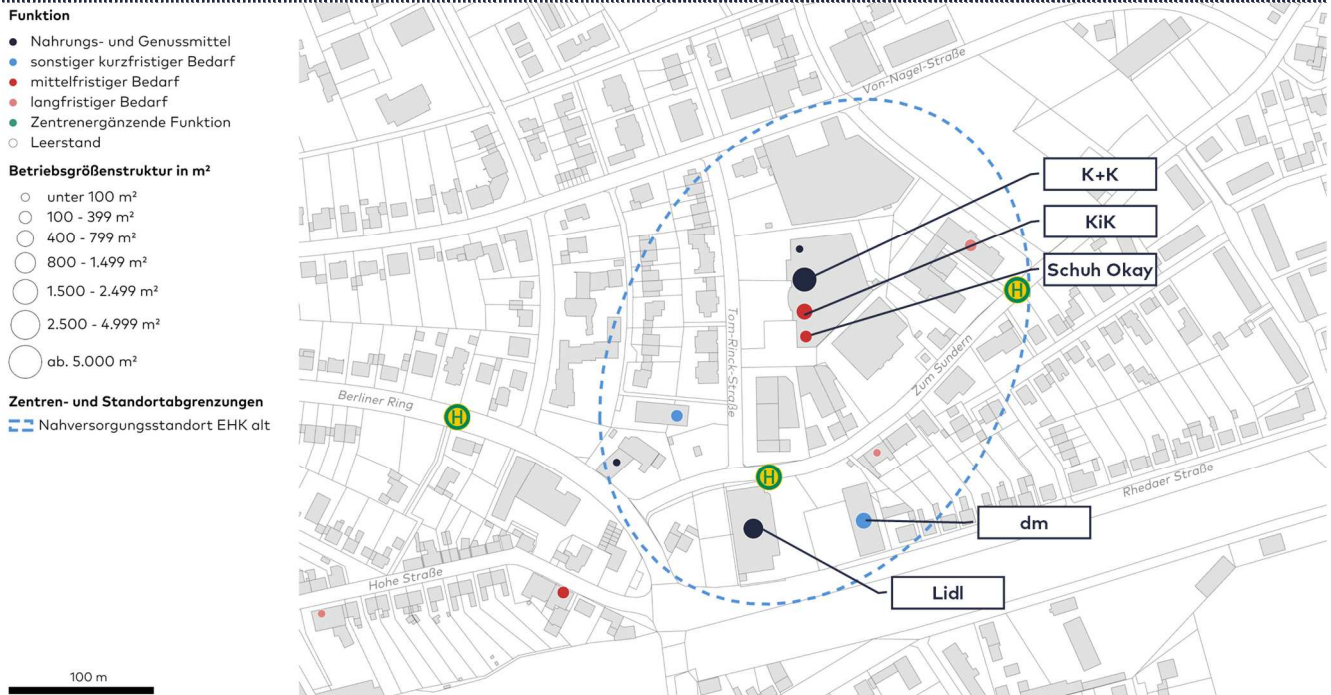 Funktion
Nahrungs- und Genussmittel
sonstiger kurzfristiger Bedarf
mittelfristiger Bedarf
langfristiger Bedarf
Zentrenergänzende Funktion
Leerstand
Betriebsgrößenstruktur in m²
unter 100 m²
100 - 399 m²
400 - 799 m²
800 - 1.499 m²
1.500 - 2.499 m²
2.500 - 4.999 m²
ab. 5.000 m²
Zentren- und Standortabgrenzungen
Nahversorgungsstandort EHK alt
100 m
Von-Nagel-Straße
K+K
KiK
Schuh Okay
H
Tom-Rinck-Straße
Zum Sundern
Berliner Ring
H
H
Rhedaer Straße
dm
Hohe Straße
Lidl